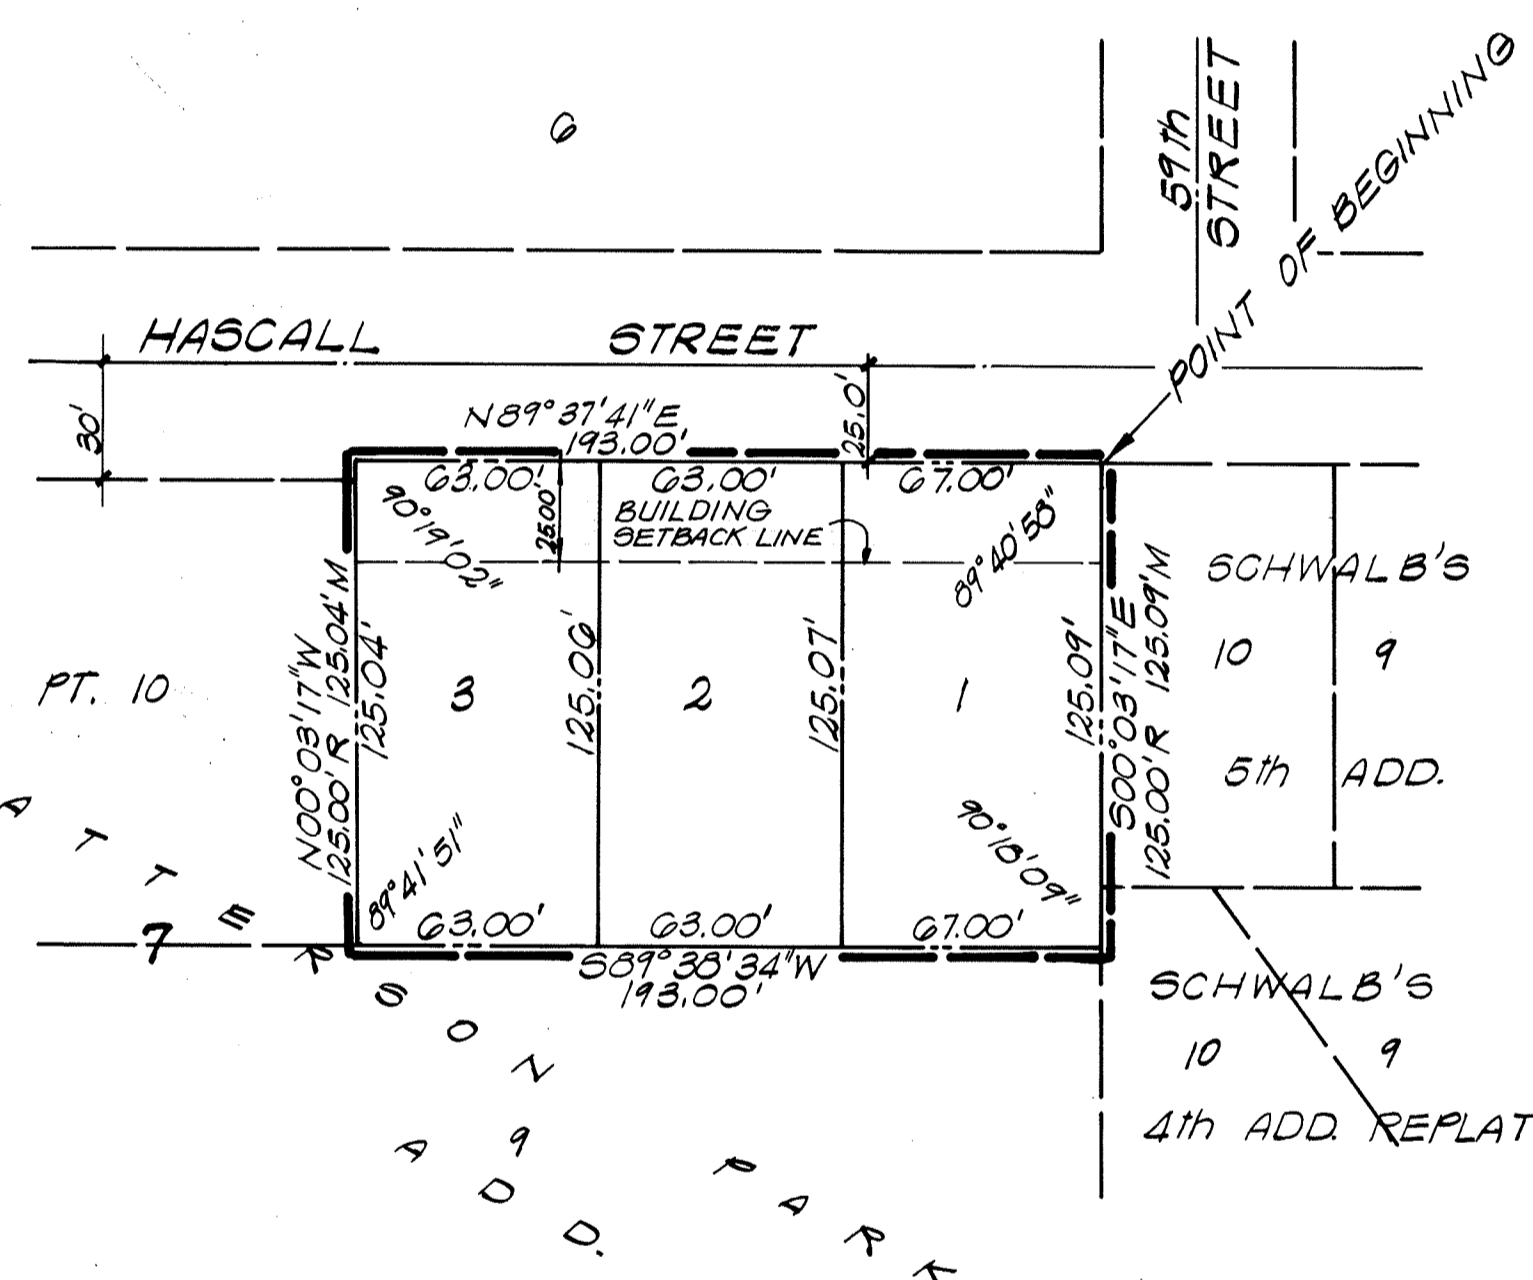 6
59th
STREET
POINT OF BEGINNING
HASCALL STREET
30'
N89°37'41"E
193.00'
25.0'
63.00'
63.00'
67.00'
90°19'02"
25.00'
BUILDING
SETBACK LINE
89°40'58"
N00°03'17"W
125.00'R 125.04'M
125.04'
125.06'
125.07'
125.09'
S00°03'17"E
125.00'R 125.09'M
PT. 10
3
2
1
SCHWALB'S
10 9
5th ADD.
89°41'51"
90°18'09"
63.00'
63.00'
67.00'
S89°38'34"W
193.00'
7
ATTERSON PARK
9
ADD.
SCHWALB'S
10 9
4th ADD. REPLAT